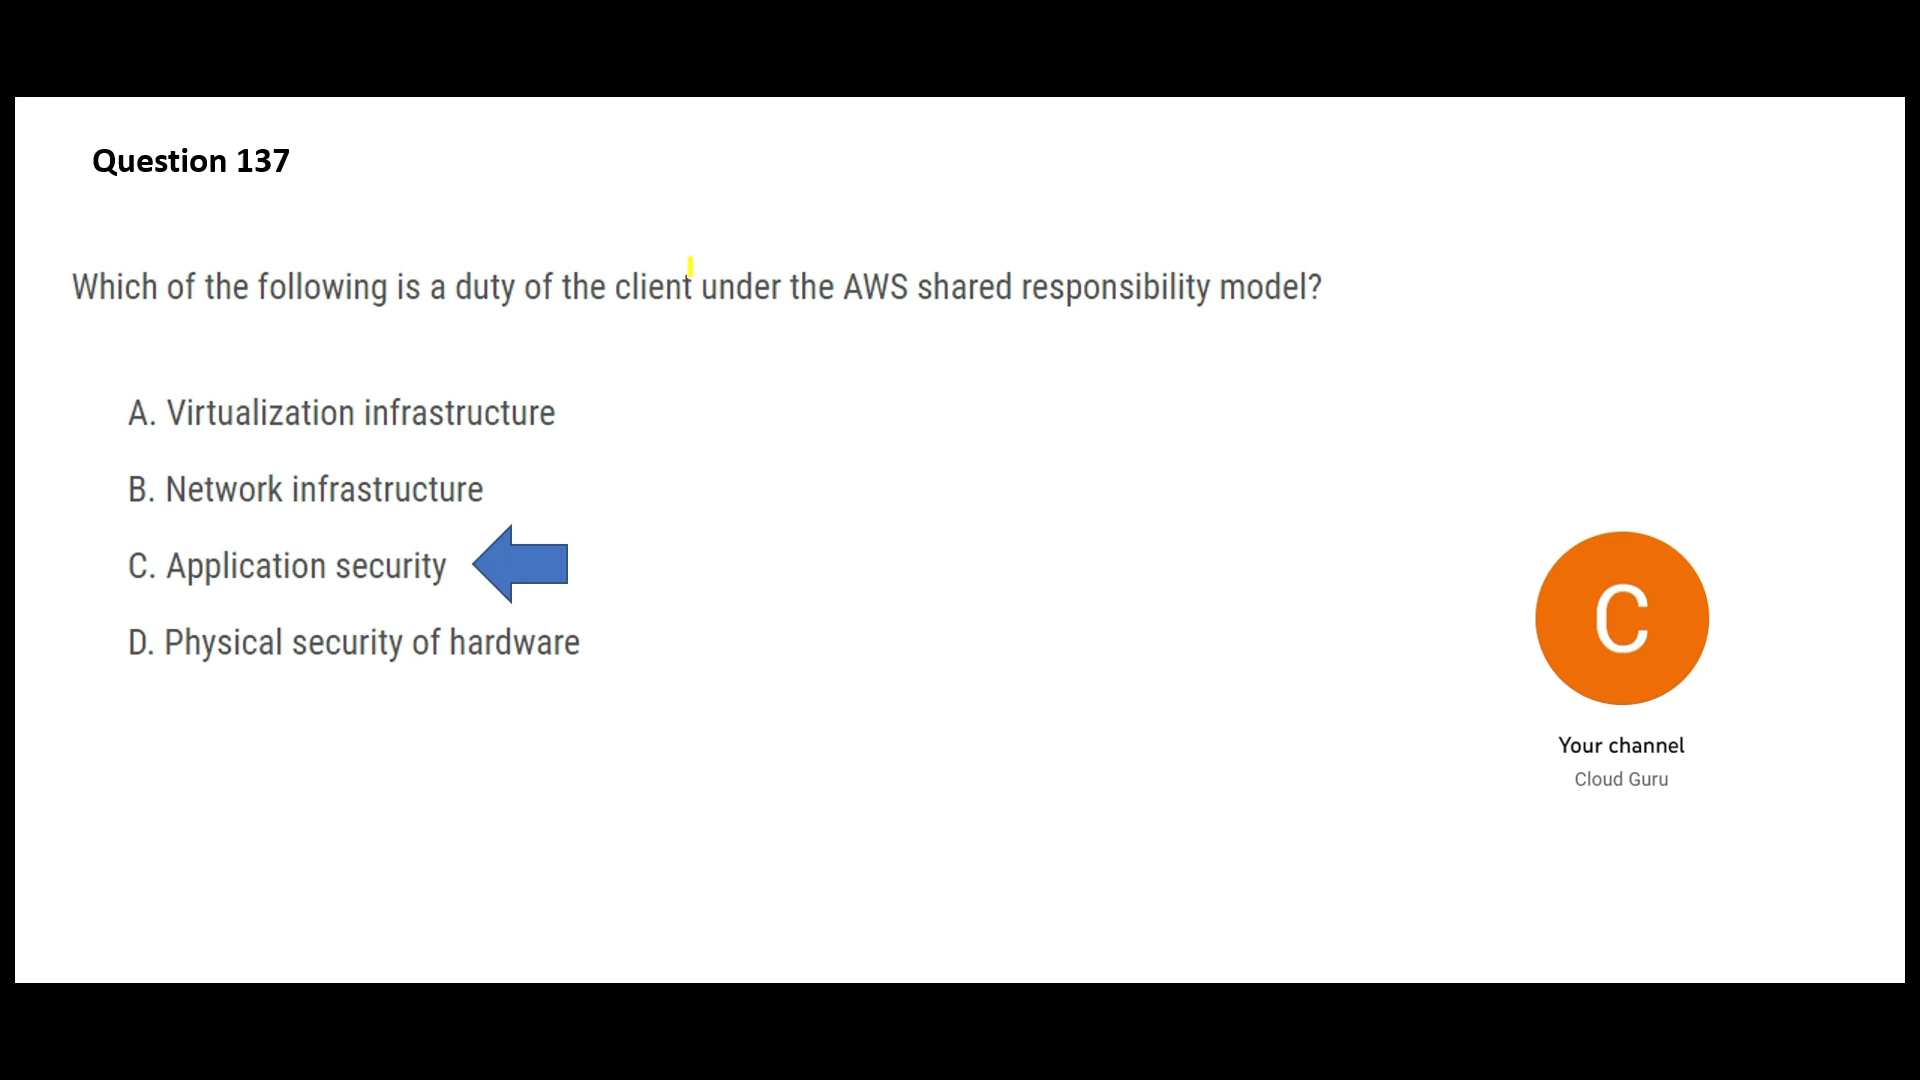 Question 137
Which of the following is a duty of the client under the AWS shared responsibility model?
A. Virtualization infrastructure
B. Network infrastructure
C. Application security
D. Physical security of hardware
C
Your channel
Cloud Guru